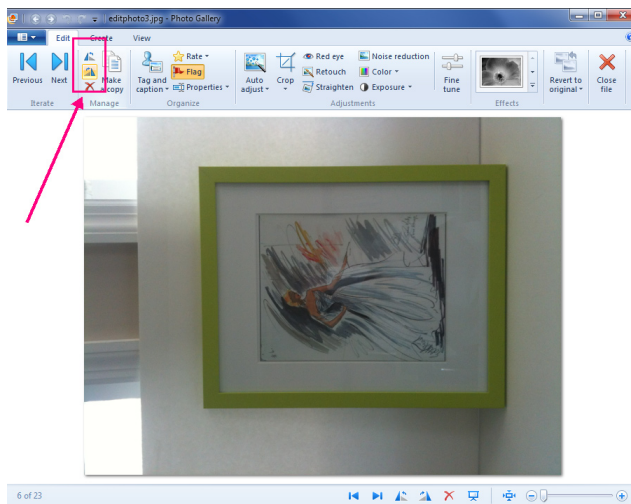 editphoto3.jpg - Photo Gallery
Edit Create View
Previous Next
Make a copy
Tag and caption
Rate
Flag
Properties
Auto adjust
Crop
Red eye
Retouch
Straighten
Noise reduction
Color
Exposure
Fine tune
Revert to original
Close file
Iterate Manage Organize Adjustments Effects
6 of 23